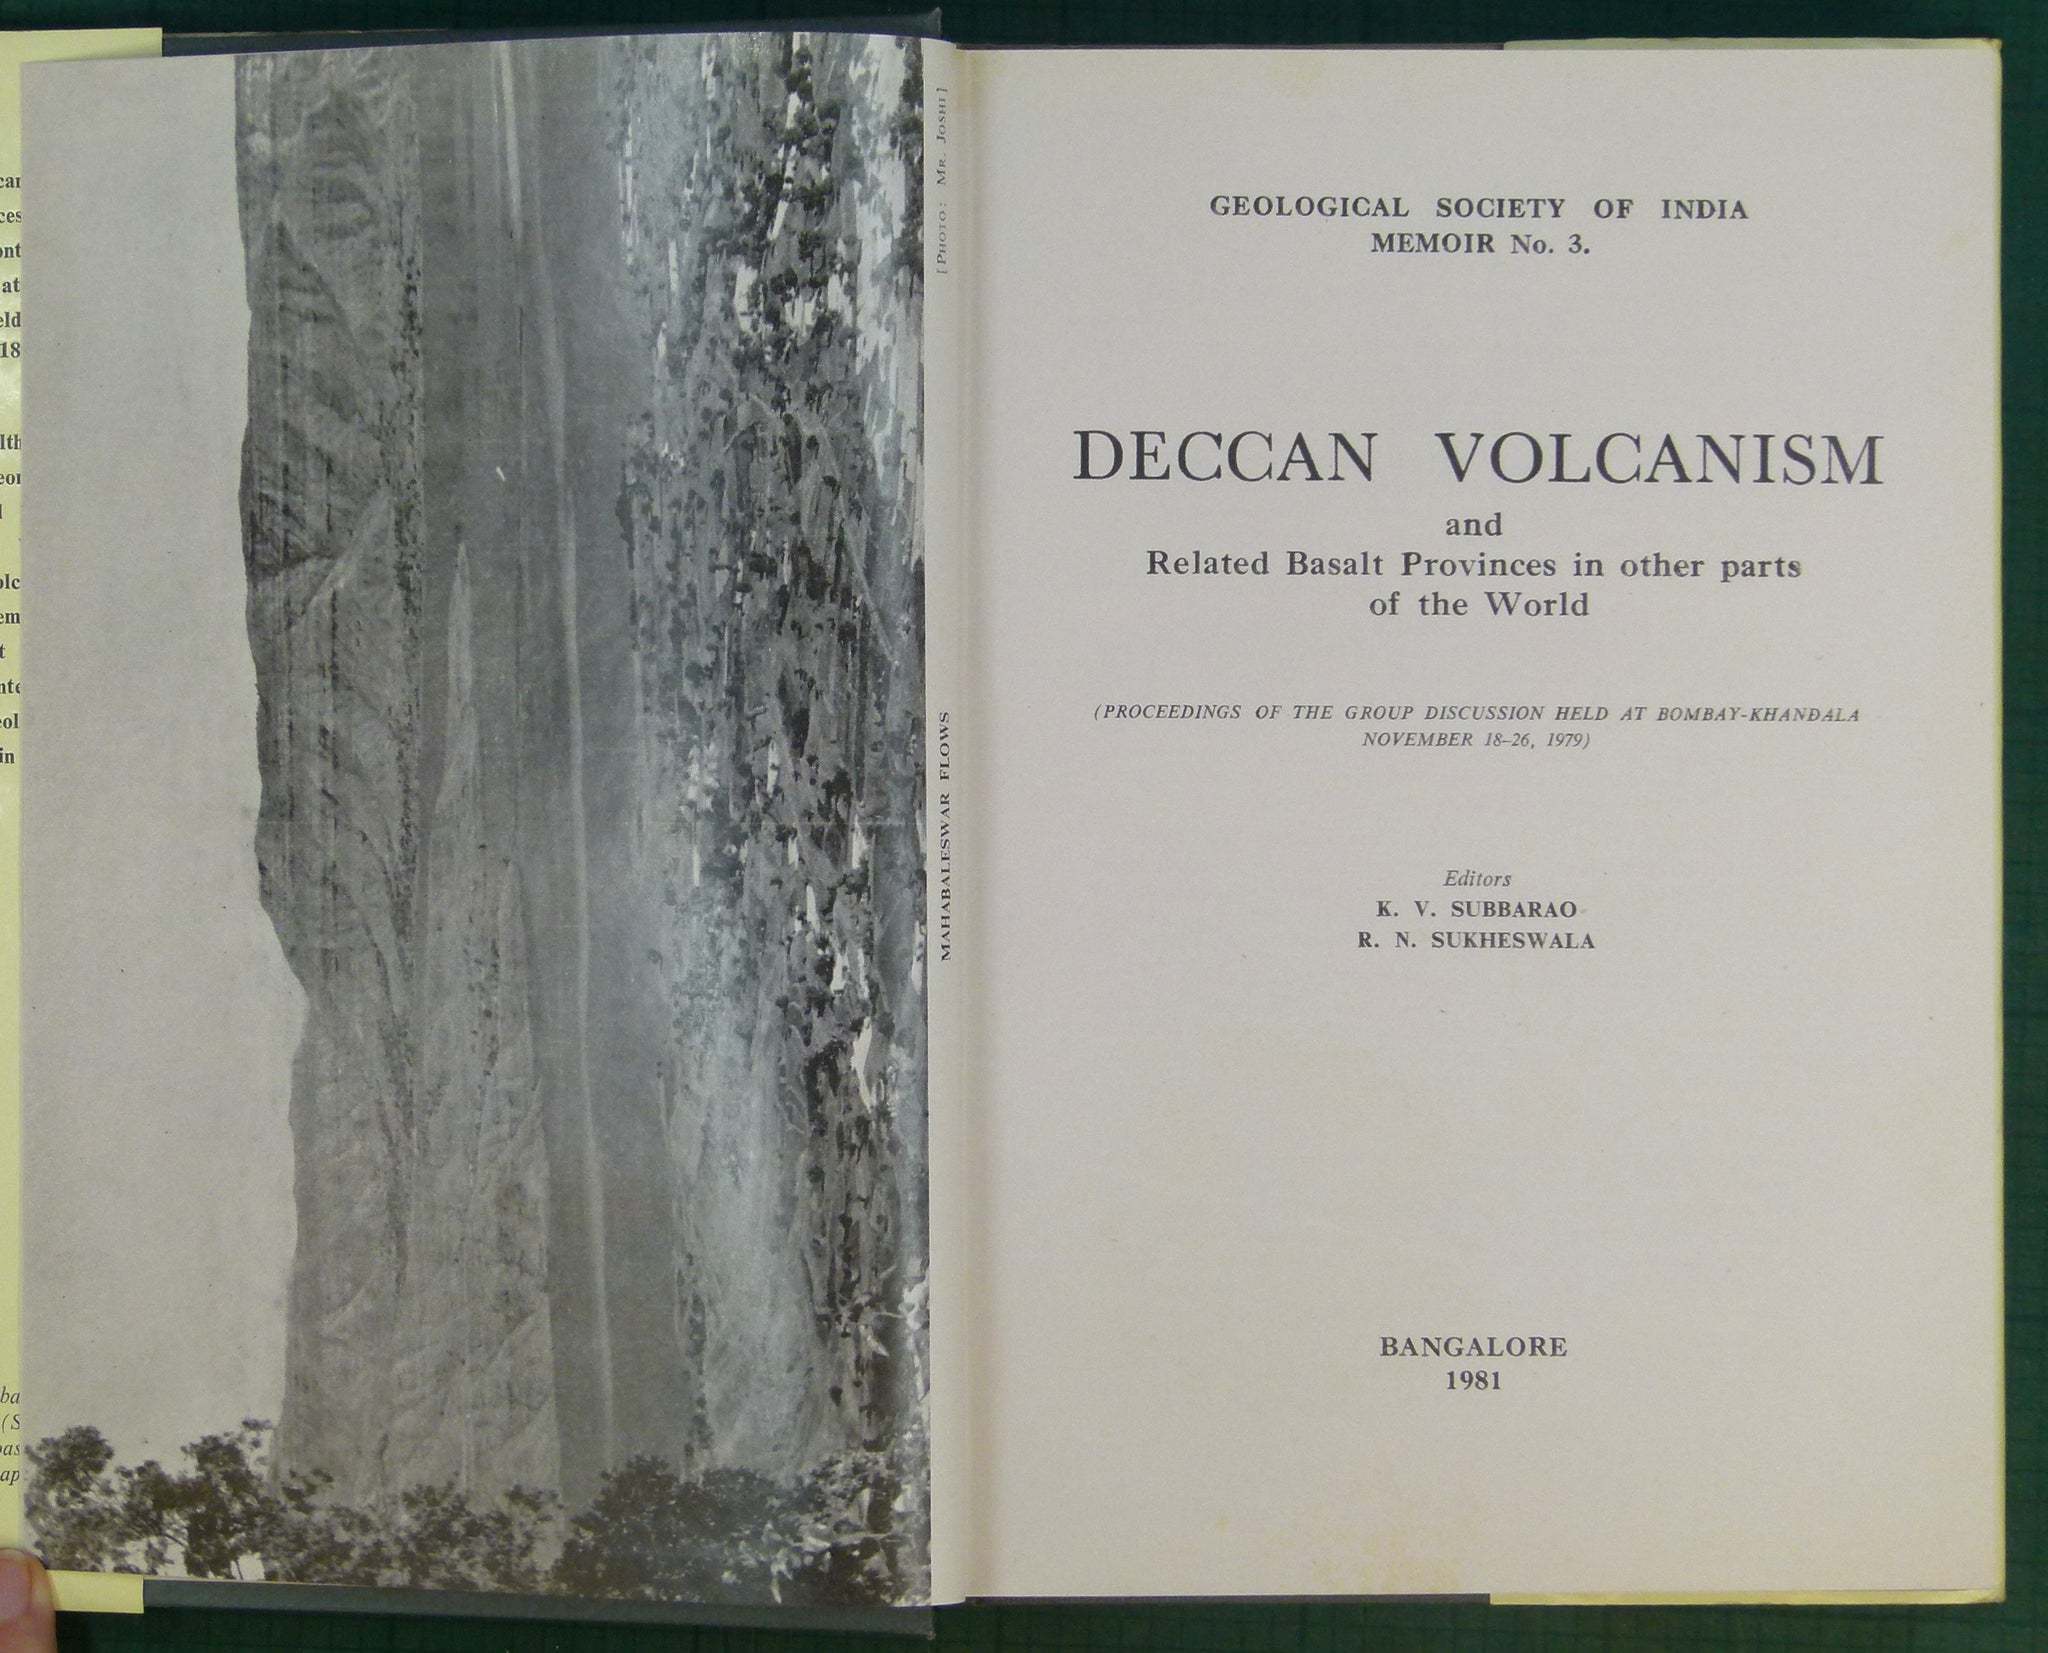 MAHABALESWAR FLOWS
[PHOTO: MR. JOSHI]
GEOLOGICAL SOCIETY OF INDIA
MEMOIR No. 3.
DECCAN VOLCANISM
and
Related Basalt Provinces in other parts
of the World
(PROCEEDINGS OF THE GROUP DISCUSSION HELD AT BOMBAY-KHANDALA
NOVEMBER 18–26, 1979)
Editors
K. V. SUBBARAO
R. N. SUKHESWALA
BANGALORE
1981